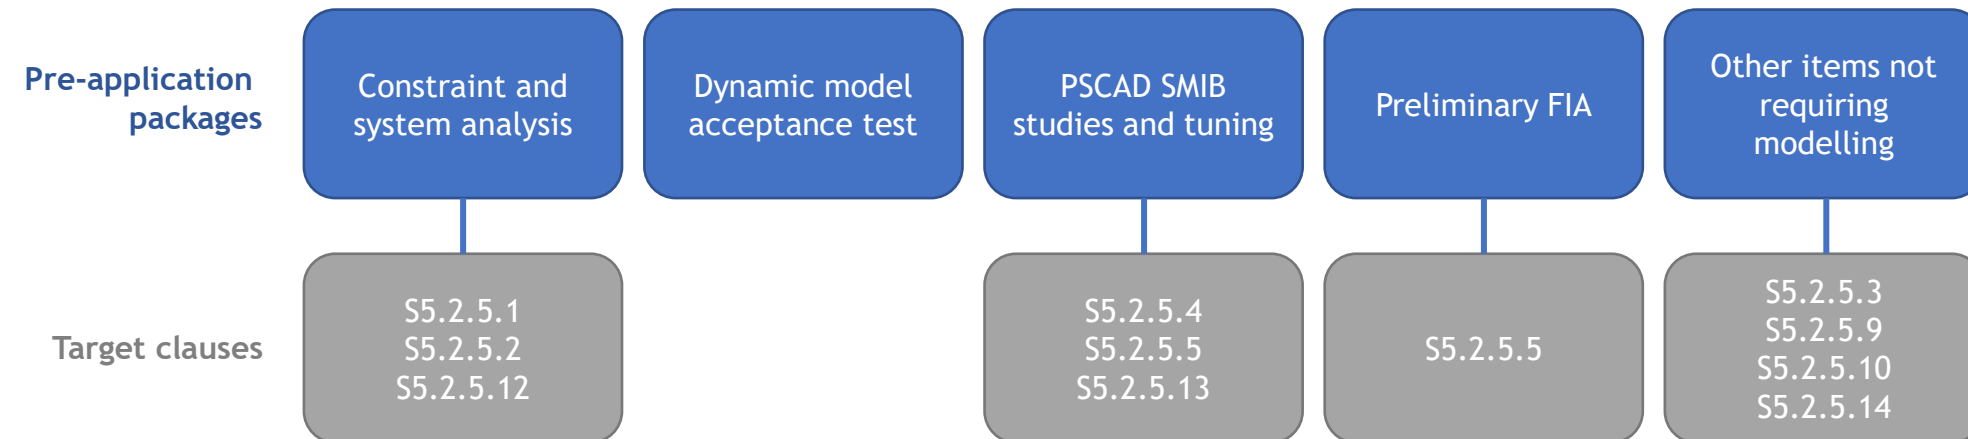 Pre-application
packages
Constraint and
system analysis
Dynamic model
acceptance test
PSCAD SMIB
studies and tuning
Preliminary FIA
Other items not
requiring
modelling
Target clauses
S5.2.5.1
S5.2.5.2
S5.2.5.12
S5.2.5.4
S5.2.5.5
S5.2.5.13
S5.2.5.5
S5.2.5.3
S5.2.5.9
S5.2.5.10
S5.2.5.14